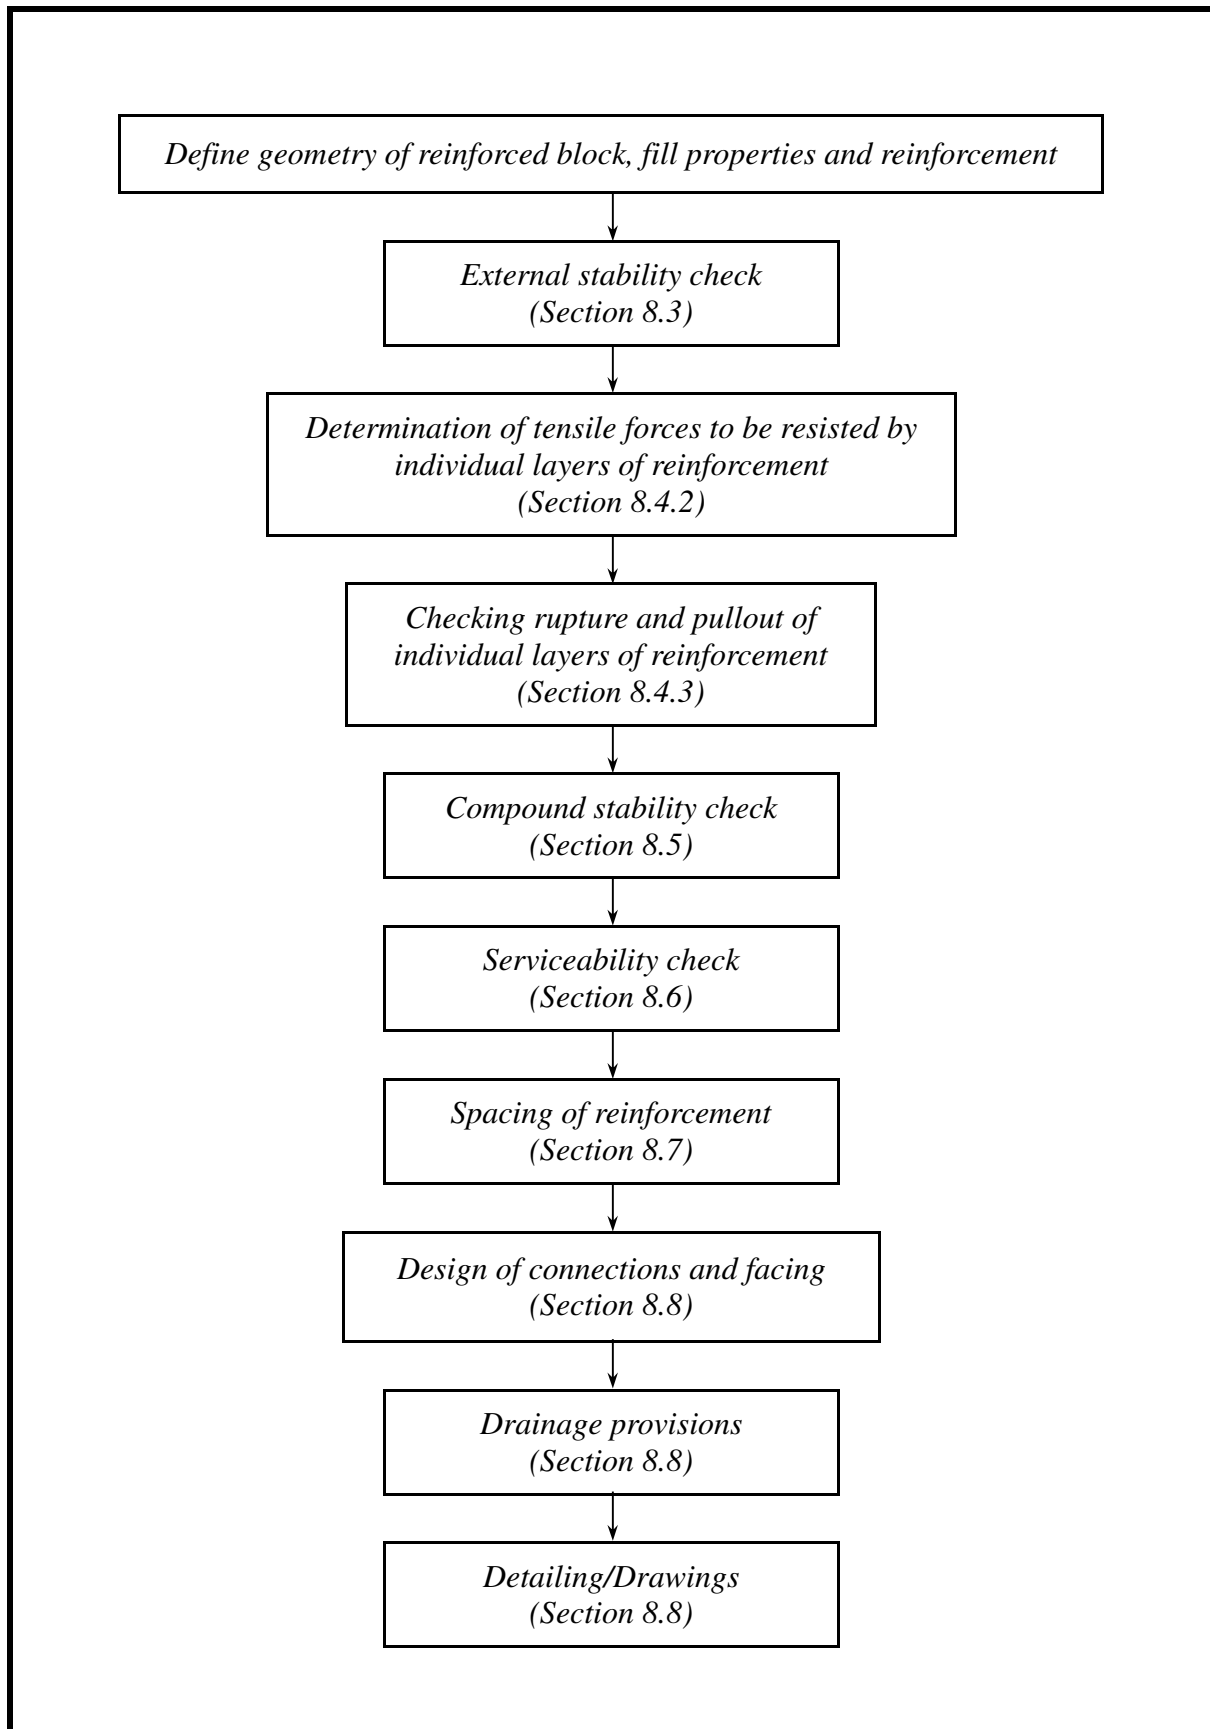 Define geometry of reinforced block, fill properties and reinforcement
External stability check
(Section 8.3)
Determination of tensile forces to be resisted by
individual layers of reinforcement
(Section 8.4.2)
Checking rupture and pullout of
individual layers of reinforcement
(Section 8.4.3)
Compound stability check
(Section 8.5)
Serviceability check
(Section 8.6)
Spacing of reinforcement
(Section 8.7)
Design of connections and facing
(Section 8.8)
Drainage provisions
(Section 8.8)
Detailing/Drawings
(Section 8.8)